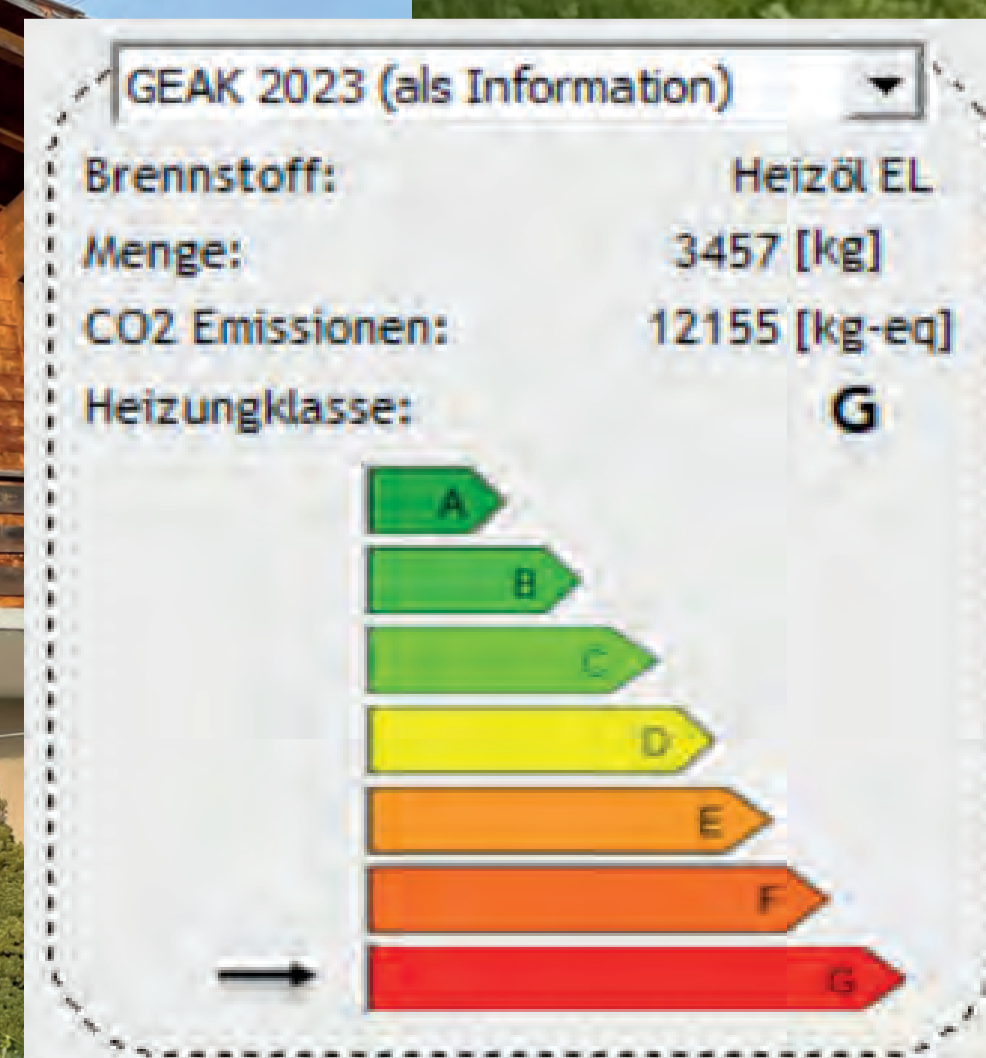 GEAK 2023 (als Information)
Brennstoff: Heizöl EL
Menge: 3457 [kg]
CO2 Emissionen: 12155 [kg-eq]
Heizungklasse: G
A
B
C
D
E
F
G